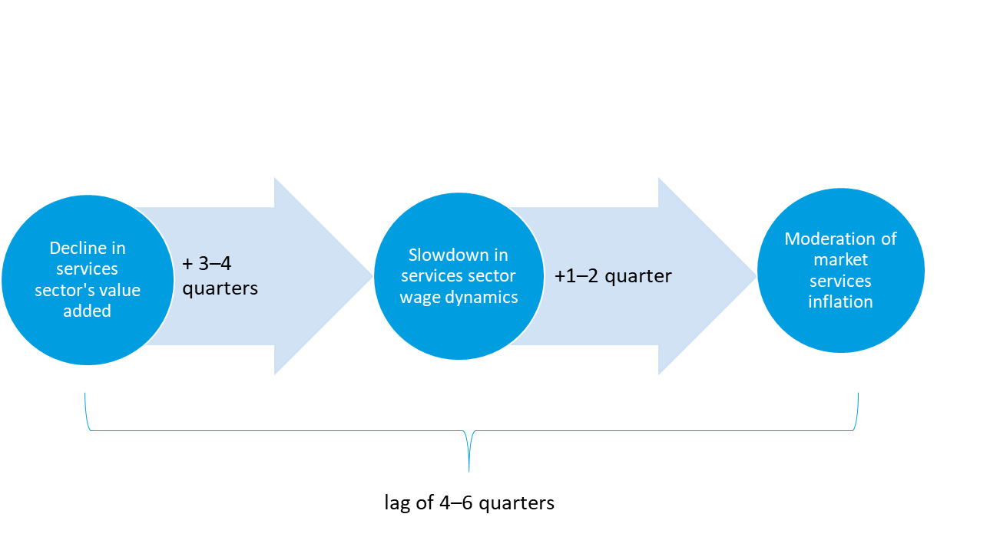 Decline in
services
sector's value
added
+ 3–4
quarters
Slowdown in
services sector
wage dynamics
+1–2 quarter
Moderation of
market
services
inflation
lag of 4–6 quarters